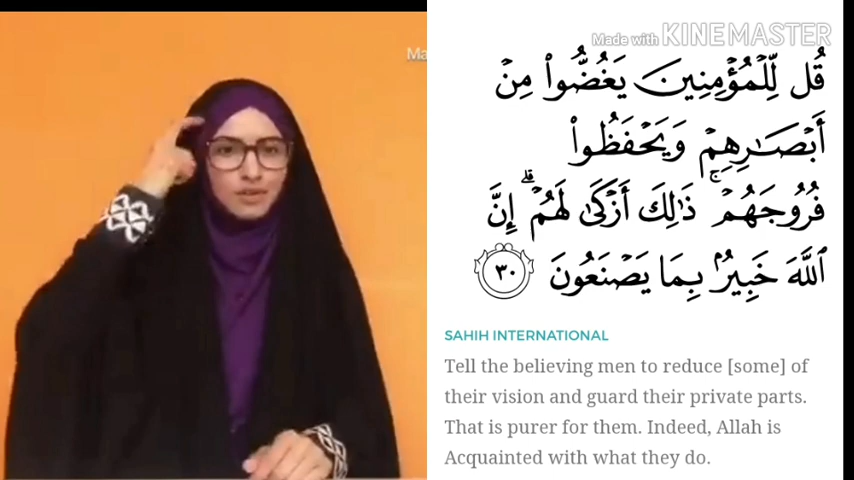 Ma
Made with KINEMASTER
قُل لِّلْمُؤْمِنِينَ يَغُضُّوا۟ مِنْ
أَبْصَـٰرِهِمْ وَيَحْفَظُوا۟
فُرُوجَهُمْ ۚ ذَٰلِكَ أَزْكَىٰ لَهُمْ ۗ إِنَّ
ٱللَّهَ خَبِيرٌۢ بِمَا يَصْنَعُونَ ٣٠
SAHIH INTERNATIONAL
Tell the believing men to reduce [some] of
their vision and guard their private parts.
That is purer for them. Indeed, Allah is
Acquainted with what they do.